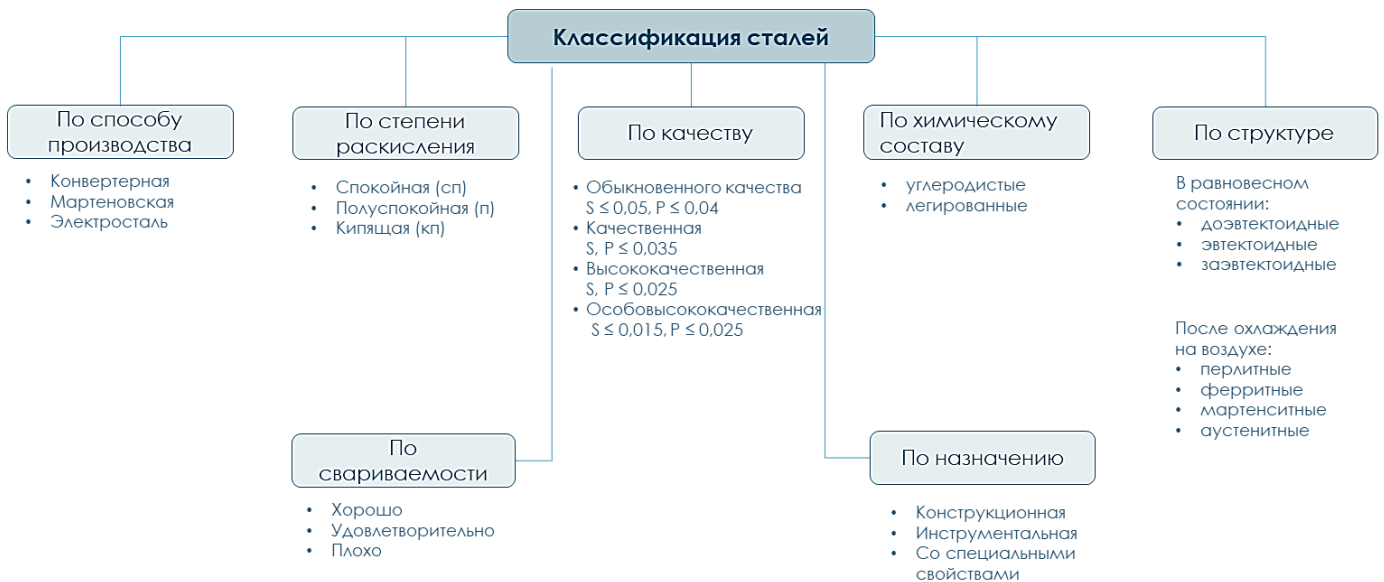 Классификация сталей
По способу
производства
• Конвертерная
• Мартеновская
• Электросталь
По степени
раскисления
• Спокойная (сп)
• Полуспокойная (п)
• Кипящая (кп)
По качеству
• Обыкновенного качества
S ≤ 0,05, P ≤ 0,04
• Качественная
S, P ≤ 0,035
• Высококачественная
S, P ≤ 0,025
• Особовысококачественная
S ≤ 0,015, P ≤ 0,025
По химическому
составу
• углеродистые
• легированные
По структуре
В равновесном
состоянии:
• доэвтектоидные
• эвтектоидные
• заэвтектоидные
После охлаждения
на воздухе:
• перлитные
• ферритные
• мартенситные
• аустенитные
По
свариваемости
• Хорошо
• Удовлетворительно
• Плохо
По назначению
• Конструкционная
• Инструментальная
• Со специальными
свойствами